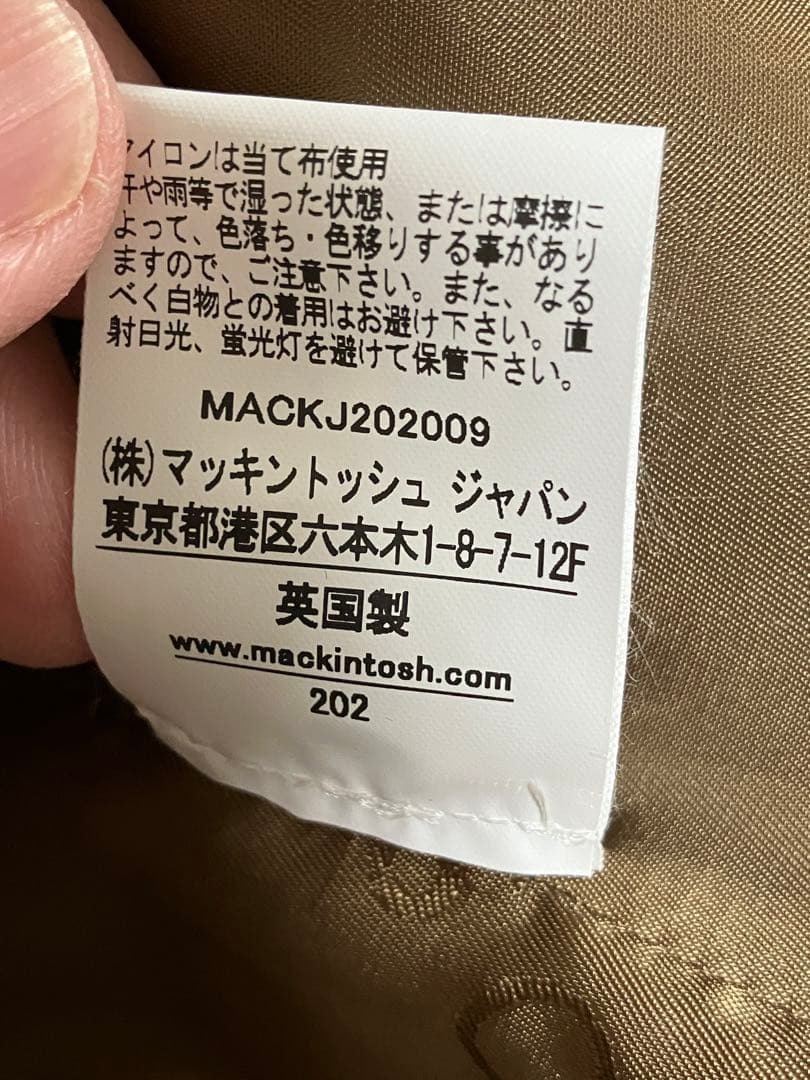 アイロンは当て布使用
汗や雨等で湿った状態、または摩擦に
よって、色落ち・色移りする事があり
ますので、ご注意下さい。また、なる
べく白物との着用はお避け下さい。直
射日光、蛍光灯を避けて保管下さい。
MACKJ202009
(株)マッキントッシュ ジャパン
東京都港区六本木1-8-7-12F
英国製
www.mackintosh.com
202